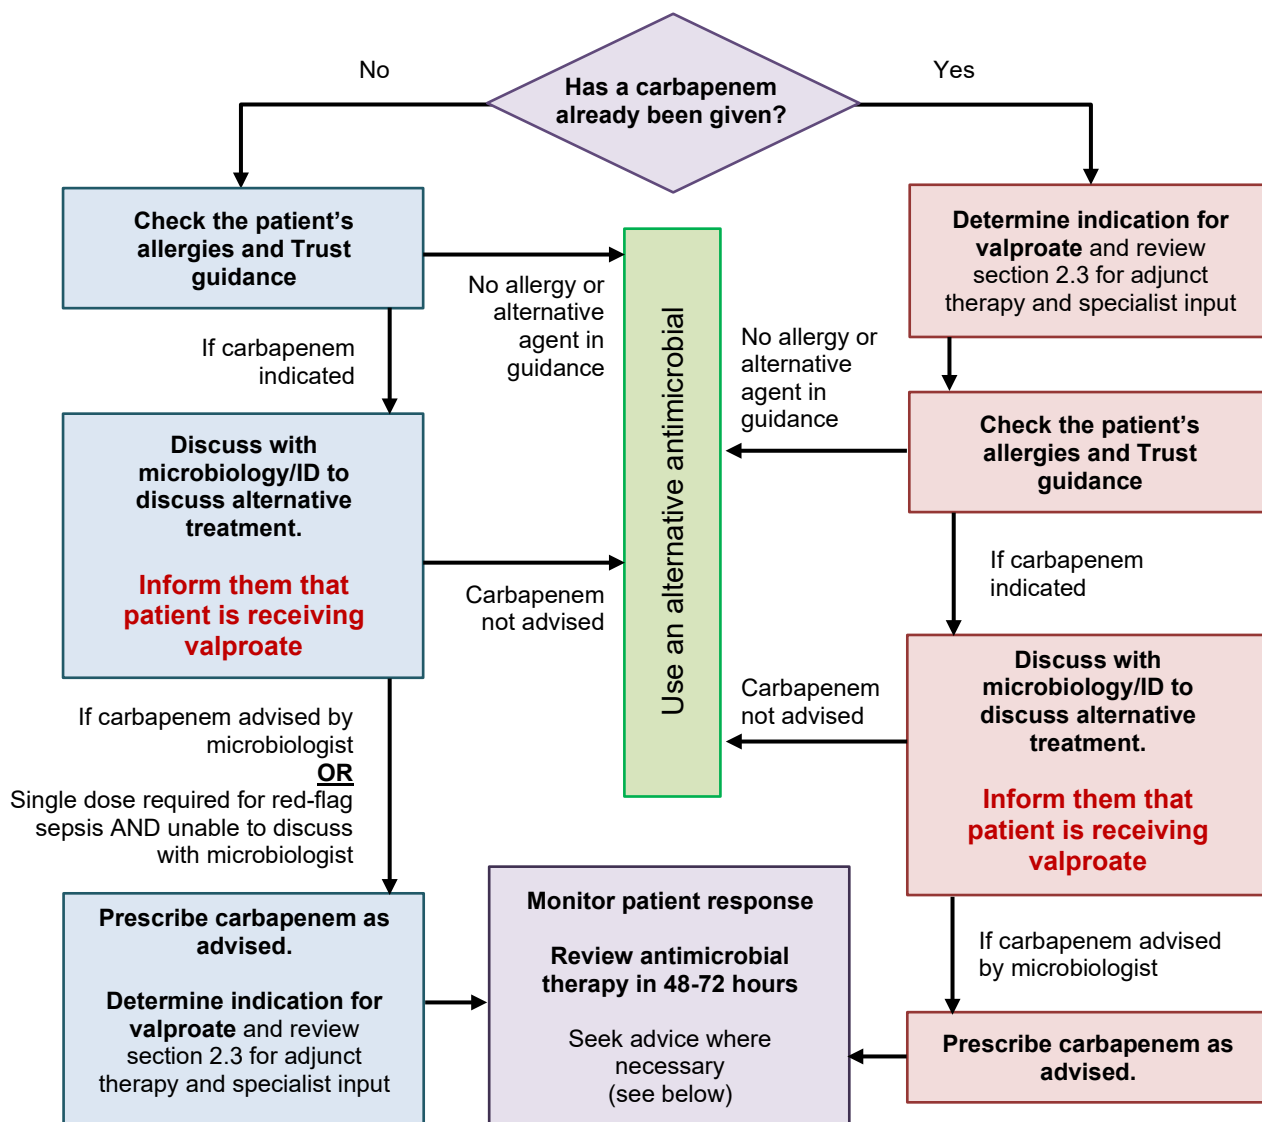 No
Has a carbapenem
already been given?
Yes
Check the patient's
allergies and Trust
guidance
No allergy or
alternative
agent in
guidance
If carbapenem
indicated
Discuss with
microbiology/ID to
discuss alternative
treatment.
Inform them that
patient is receiving
valproate
Carbapenem
not advised
If carbapenem advised by
microbiologist
OR
Single dose required for red-flag
sepsis AND unable to discuss
with microbiologist
Prescribe carbapenem as
advised.
Determine indication for
valproate and review
section 2.3 for adjunct
therapy and specialist input
Use an alternative antimicrobial
Determine indication for
valproate and review
section 2.3 for adjunct
therapy and specialist input
No allergy or
alternative
agent in
guidance
Check the patient's
allergies and Trust
guidance
If carbapenem
indicated
Discuss with
microbiology/ID to
discuss alternative
treatment.
Inform them that
patient is receiving
valproate
Carbapenem
not advised
If carbapenem advised
by microbiologist
Prescribe carbapenem as
advised.
Monitor patient response
Review antimicrobial
therapy in 48-72 hours
Seek advice where
necessary
(see below)